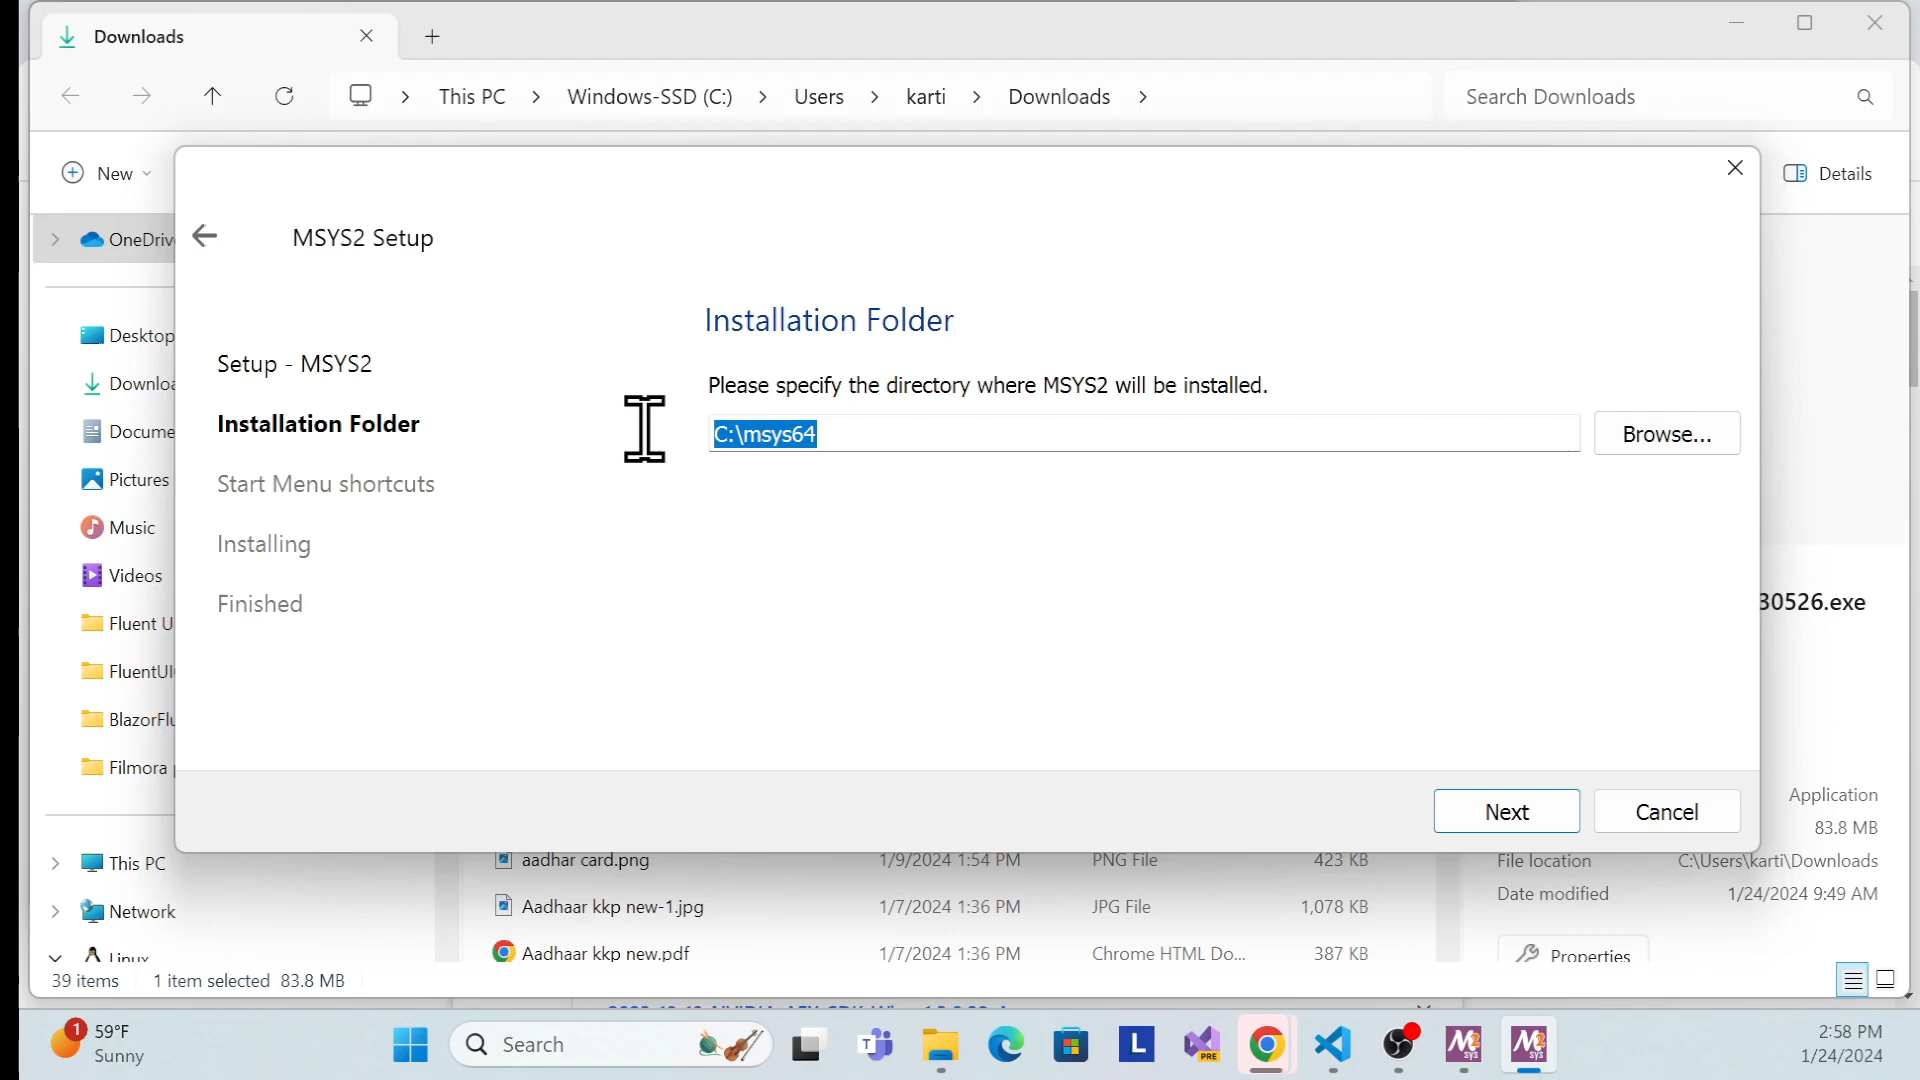 Downloads
This PC
Windows-SSD (C:)
Users
karti
Downloads
Search Downloads
New
Details
MSYS2 Setup
OneDriv
Desktop
Downloa
Docume
Pictures
Music
Videos
Fluent U
FluentUI
BlazorFlu
Filmora p
This PC
Network
Linux
Setup - MSYS2
Installation Folder
Start Menu shortcuts
Installing
Finished
Installation Folder
Please specify the directory where MSYS2 will be installed.
C:\msys64
Browse...
Next
Cancel
30526.exe
Application
83.8 MB
File location C:\Users\karti\Downloads
Date modified 1/24/2024 9:49 AM
Properties
aadhar card.png 1/9/2024 1:54 PM PNG File 423 KB
Aadhaar kkp new-1.jpg 1/7/2024 1:36 PM JPG File 1,078 KB
Aadhaar kkp new.pdf 1/7/2024 1:36 PM Chrome HTML Do... 387 KB
39 items 1 item selected 83.8 MB
1
59°F
Sunny
Search
T
L
PRE
M2
sys
M2
sys
2:58 PM
1/24/2024